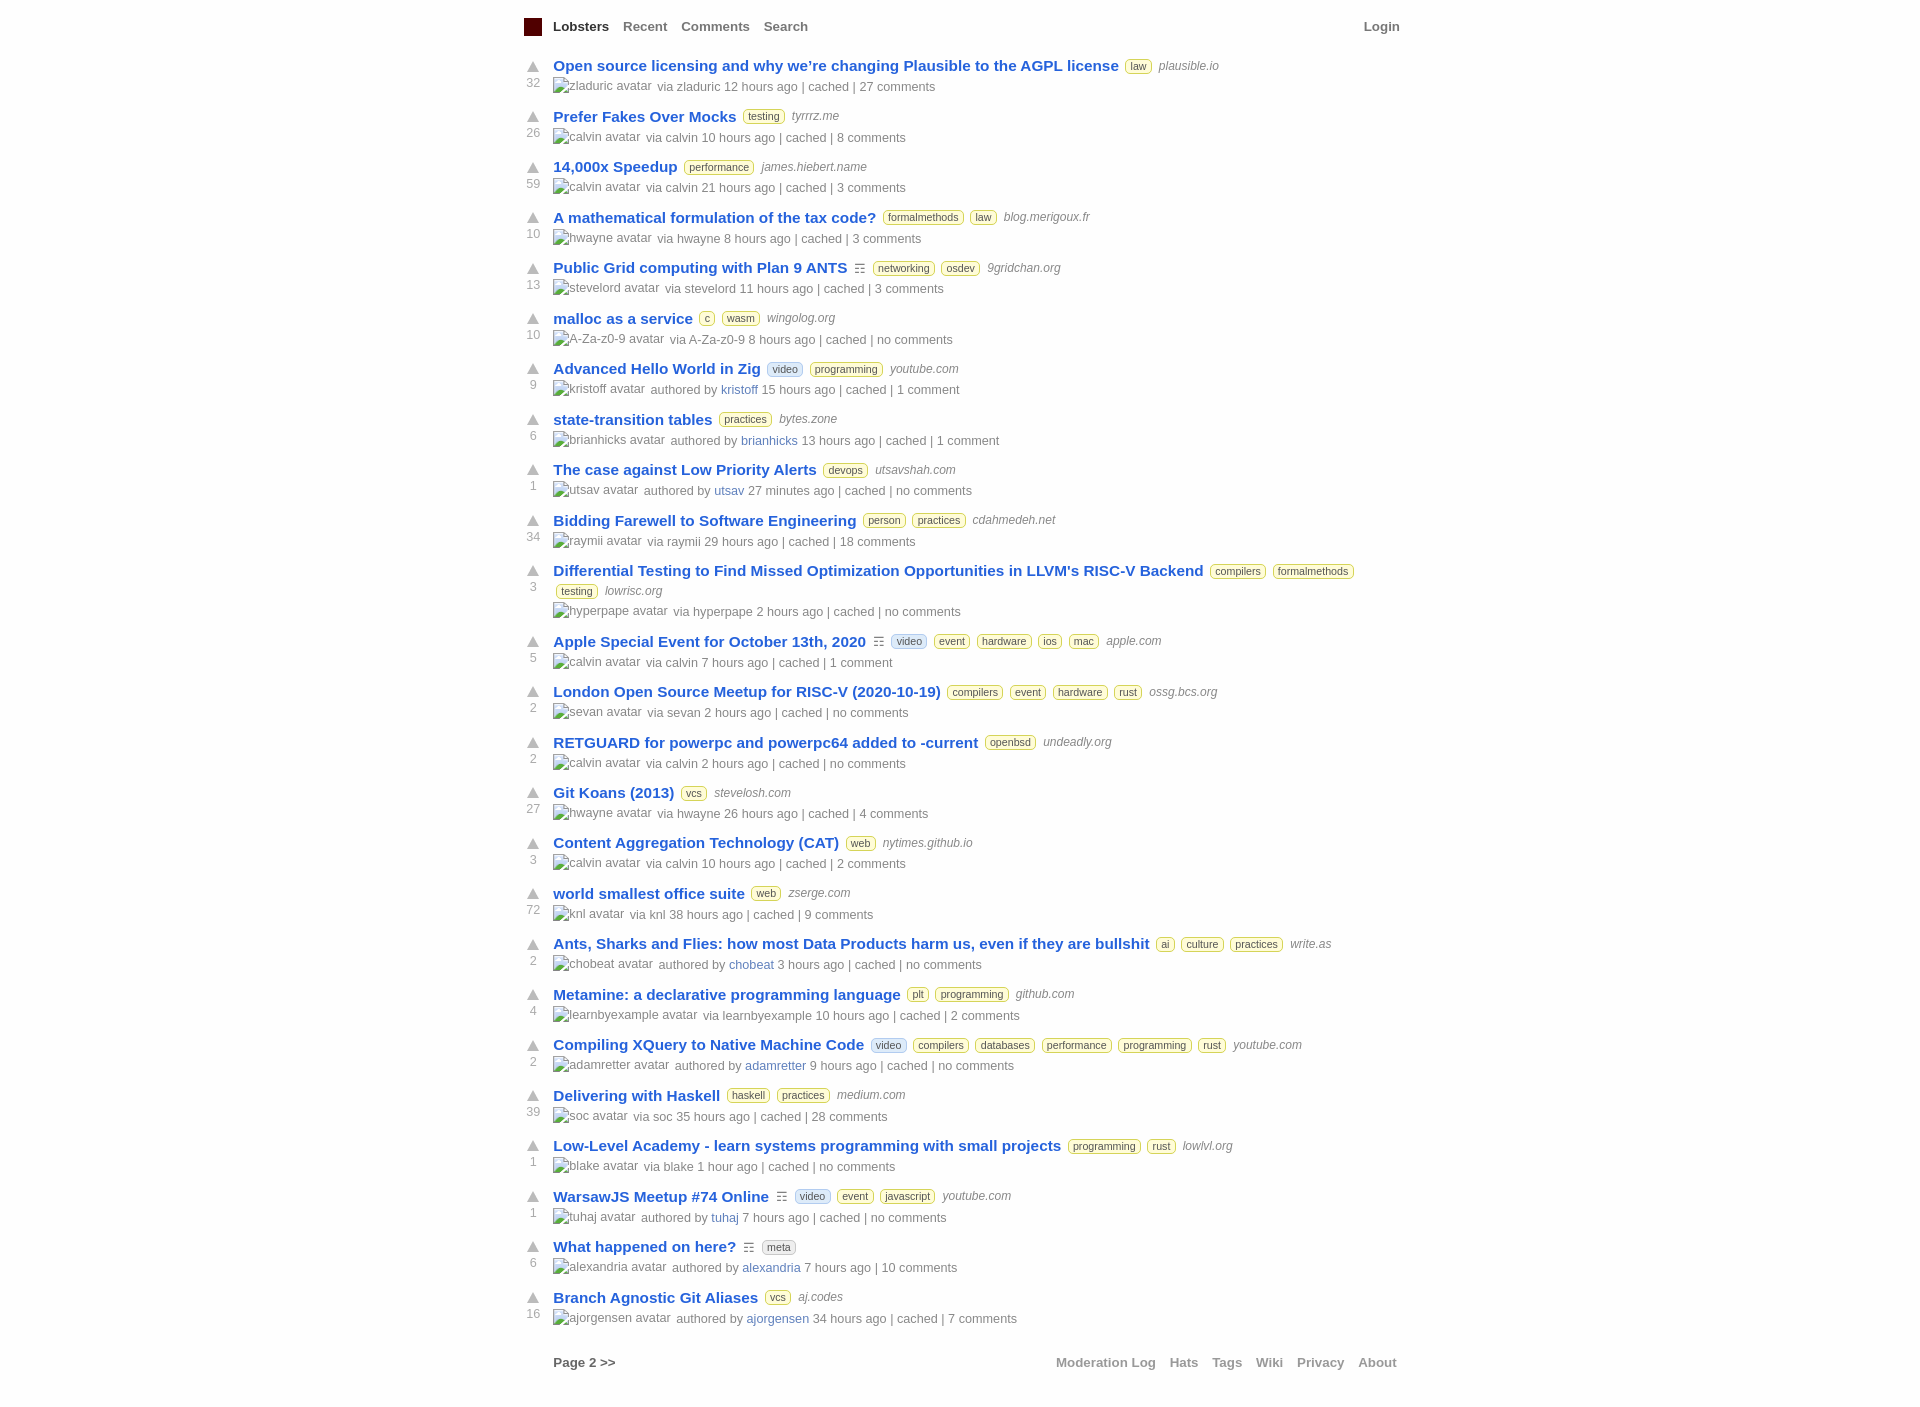 Lobsters Recent Comments Search Login
Open source licensing and why we’re changing Plausible to the AGPL license law plausible.io
32
zladuric avatar via zladuric 12 hours ago | cached | 27 comments
Prefer Fakes Over Mocks testing tyrrrz.me
26
calvin avatar via calvin 10 hours ago | cached | 8 comments
14,000x Speedup performance james.hiebert.name
59
calvin avatar via calvin 21 hours ago | cached | 3 comments
A mathematical formulation of the tax code? formalmethods law blog.merigoux.fr
10
hwayne avatar via hwayne 8 hours ago | cached | 3 comments
Public Grid computing with Plan 9 ANTS ☶ networking osdev 9gridchan.org
13
stevelord avatar via stevelord 11 hours ago | cached | 3 comments
malloc as a service c wasm wingolog.org
10
A-Za-z0-9 avatar via A-Za-z0-9 8 hours ago | cached | no comments
Advanced Hello World in Zig video programming youtube.com
9
kristoff avatar authored by kristoff 15 hours ago | cached | 1 comment
state-transition tables practices bytes.zone
6
brianhicks avatar authored by brianhicks 13 hours ago | cached | 1 comment
The case against Low Priority Alerts devops utsavshah.com
1
utsav avatar authored by utsav 27 minutes ago | cached | no comments
Bidding Farewell to Software Engineering person practices cdahmedeh.net
34
raymii avatar via raymii 29 hours ago | cached | 18 comments
Differential Testing to Find Missed Optimization Opportunities in LLVM's RISC-V Backend compilers formalmethods
3
testing lowrisc.org
hyperpape avatar via hyperpape 2 hours ago | cached | no comments
Apple Special Event for October 13th, 2020 ☶ video event hardware ios mac apple.com
5
calvin avatar via calvin 7 hours ago | cached | 1 comment
London Open Source Meetup for RISC-V (2020-10-19) compilers event hardware rust ossg.bcs.org
2
sevan avatar via sevan 2 hours ago | cached | no comments
RETGUARD for powerpc and powerpc64 added to -current openbsd undeadly.org
2
calvin avatar via calvin 2 hours ago | cached | no comments
Git Koans (2013) vcs stevelosh.com
27
hwayne avatar via hwayne 26 hours ago | cached | 4 comments
Content Aggregation Technology (CAT) web nytimes.github.io
3
calvin avatar via calvin 10 hours ago | cached | 2 comments
world smallest office suite web zserge.com
72
knl avatar via knl 38 hours ago | cached | 9 comments
Ants, Sharks and Flies: how most Data Products harm us, even if they are bullshit ai culture practices write.as
2
chobeat avatar authored by chobeat 3 hours ago | cached | no comments
Metamine: a declarative programming language plt programming github.com
4
learnbyexample avatar via learnbyexample 10 hours ago | cached | 2 comments
Compiling XQuery to Native Machine Code video compilers databases performance programming rust youtube.com
2
adamretter avatar authored by adamretter 9 hours ago | cached | no comments
Delivering with Haskell haskell practices medium.com
39
soc avatar via soc 35 hours ago | cached | 28 comments
Low-Level Academy - learn systems programming with small projects programming rust lowlvl.org
1
blake avatar via blake 1 hour ago | cached | no comments
WarsawJS Meetup #74 Online ☶ video event javascript youtube.com
1
tuhaj avatar authored by tuhaj 7 hours ago | cached | no comments
What happened on here? ☶ meta
6
alexandria avatar authored by alexandria 7 hours ago | 10 comments
Branch Agnostic Git Aliases vcs aj.codes
16
ajorgensen avatar authored by ajorgensen 34 hours ago | cached | 7 comments
Page 2 >> Moderation Log Hats Tags Wiki Privacy About